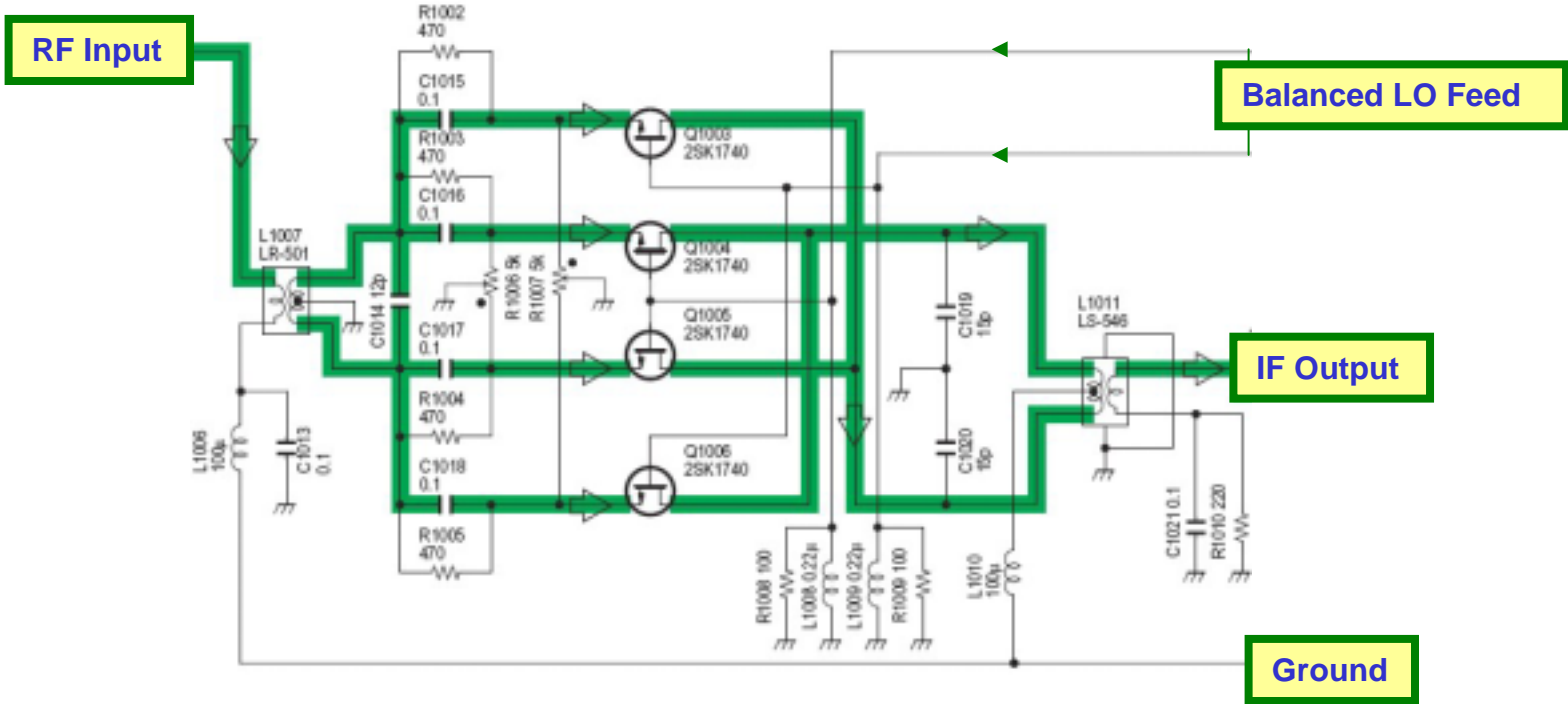 RF Input
Balanced LO Feed
IF Output
Ground
R1002
470
C1015
0.1
R1003
470
C1016
0.1
L1007
LR-501
C1014 12p
R1006 5k
R1007 5k
C1017
0.1
R1004
470
C1018
0.1
R1005
470
L1006
100µ
C1013
0.1
Q1003
2SK1740
Q1004
2SK1740
Q1005
2SK1740
Q1006
2SK1740
C1019
15p
C1020
15p
L1011
LS-546
R1008 100
L1008 0.22µ
L1009 0.22µ
R1009 100
L1010
100µ
C1021 0.1
R1010 220